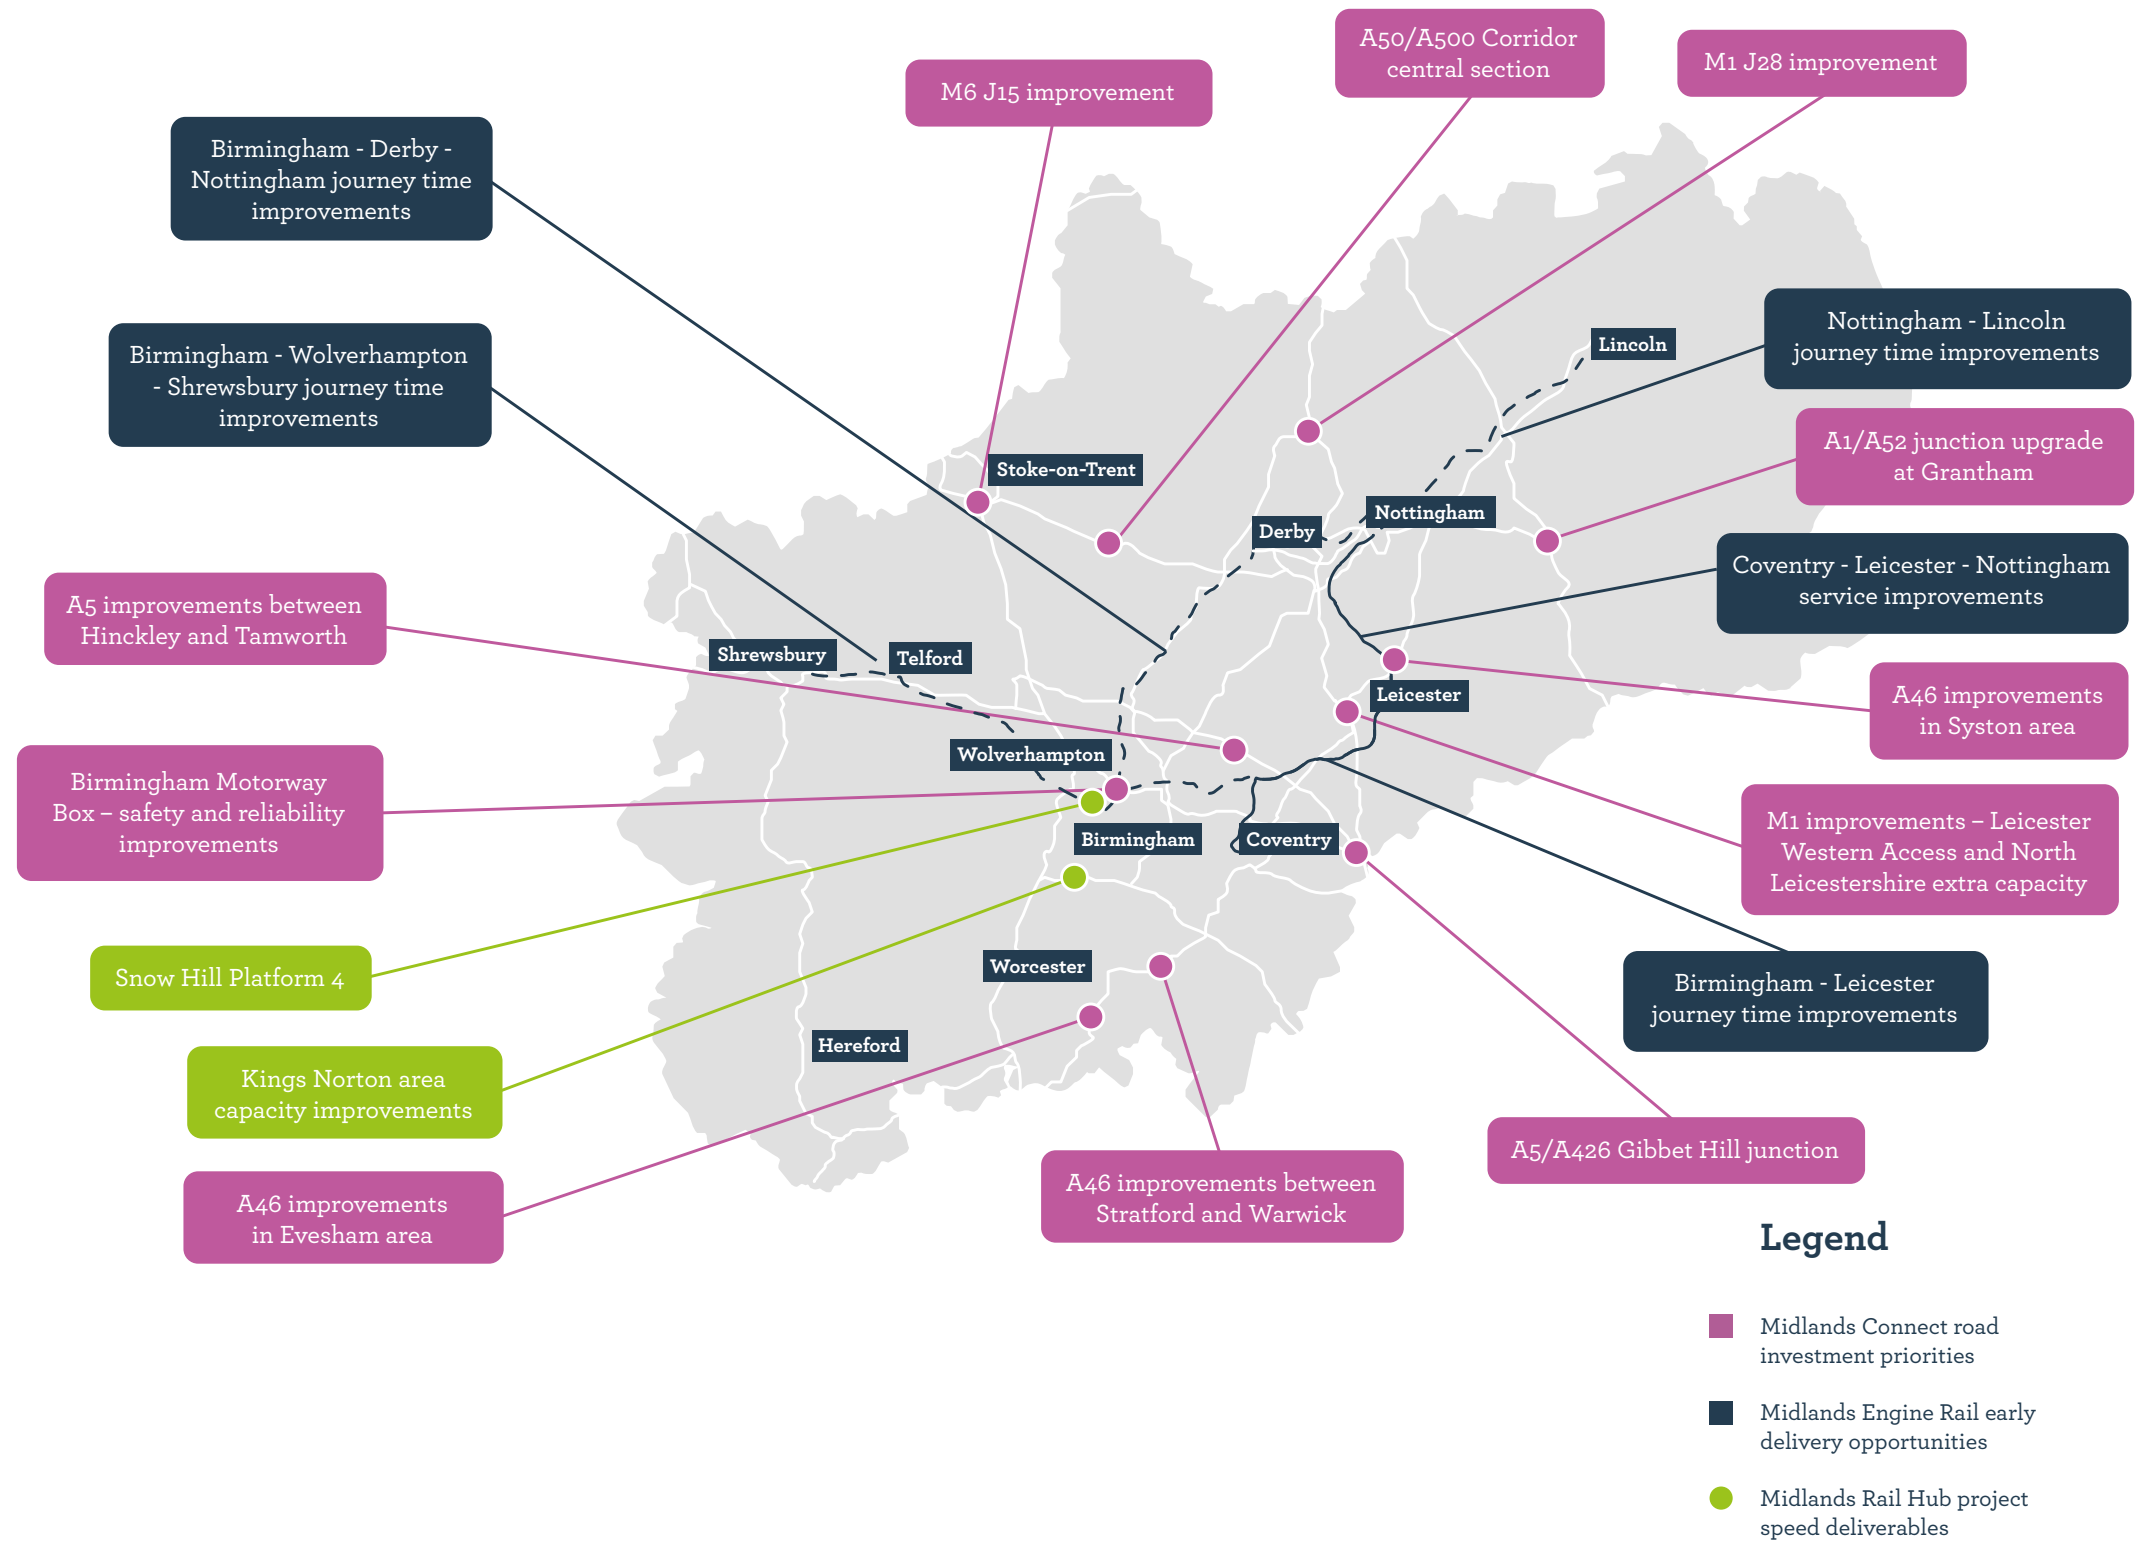 A50/A500 Corridor
central section
M1 J28 improvement
M6 J15 improvement
Birmingham - Derby -
Nottingham journey time
improvements
Birmingham - Wolverhampton
- Shrewsbury journey time
improvements
Nottingham - Lincoln
journey time improvements
Lincoln
A1/A52 junction upgrade
at Grantham
Stoke-on-Trent
Nottingham
Derby
Coventry - Leicester - Nottingham
service improvements
A5 improvements between
Hinckley and Tamworth
Shrewsbury
Telford
Leicester
A46 improvements
in Syston area
Wolverhampton
Birmingham Motorway
Box – safety and reliability
improvements
Birmingham
Coventry
M1 improvements – Leicester
Western Access and North
Leicestershire extra capacity
Snow Hill Platform 4
Worcester
Birmingham - Leicester
journey time improvements
Hereford
Kings Norton area
capacity improvements
A5/A426 Gibbet Hill junction
A46 improvements
in Evesham area
A46 improvements between
Stratford and Warwick
Legend
Midlands Connect road
investment priorities
Midlands Engine Rail early
delivery opportunities
Midlands Rail Hub project
speed deliverables